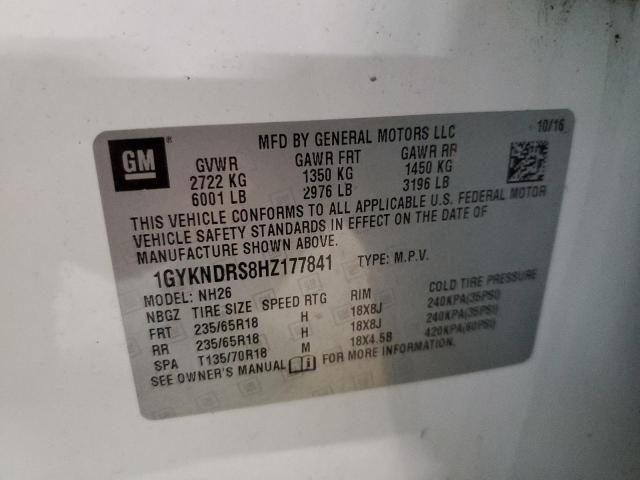 GM
MFD BY GENERAL MOTORS LLC 10/16
GVWR GAWR FRT GAWR RR
2722 KG 1350 KG 1450 KG
6001 LB 2976 LB 3196 LB
THIS VEHICLE CONFORMS TO ALL APPLICABLE U.S. FEDERAL MOTOR
VEHICLE SAFETY STANDARDS IN EFFECT ON THE DATE OF
MANUFACTURE SHOWN ABOVE.
1GYKNDRS8HZ177841 TYPE: M.P.V.
MODEL: NH26
NBGZ TIRE SIZE SPEED RTG RIM COLD TIRE PRESSURE
FRT 235/65R18 H 18X8J 240KPA(35PSI)
RR 235/65R18 H 18X8J 240KPA(35PSI)
SPA T135/70R18 M 18X4.5B 420KPA(60PSI)
SEE OWNER'S MANUAL FOR MORE INFORMATION.